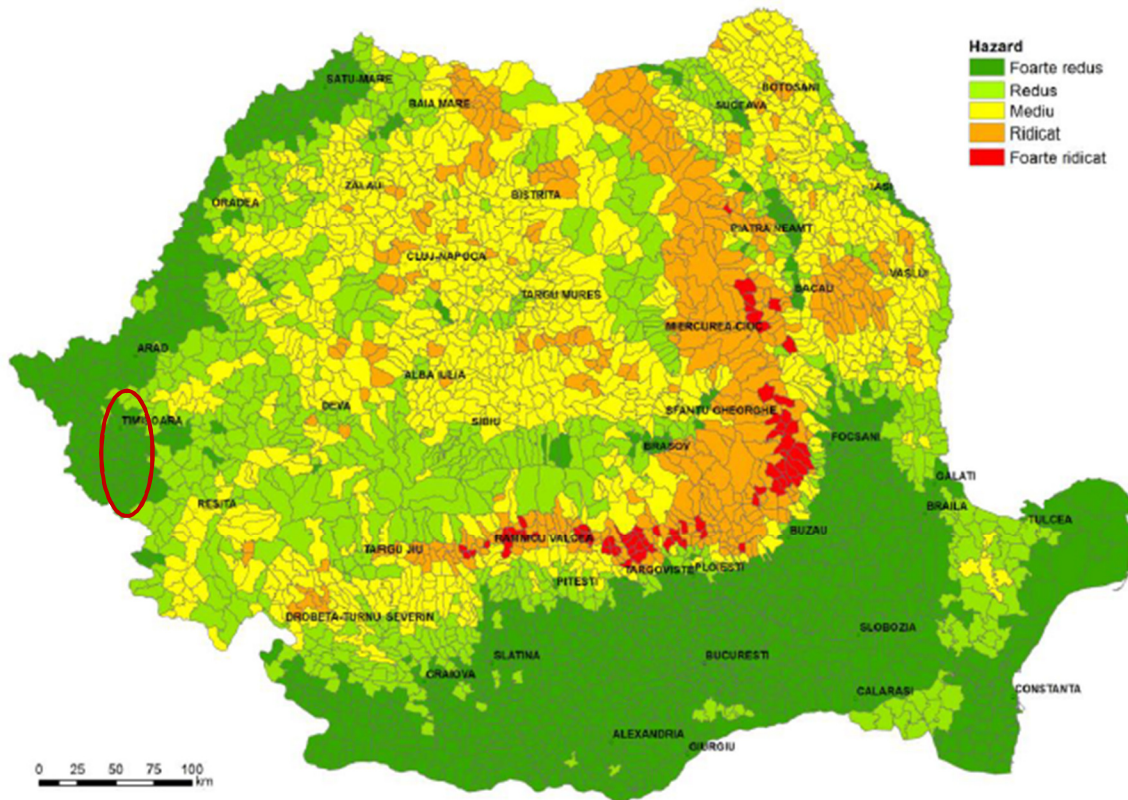 Hazard
Foarte redus
Redus
Mediu
Ridicat
Foarte ridicat
SATU-MARE
BAIA MARE
SUCEAVA
BOTOSANI
ORADEA
ZALAU
BISTRITA
IASI
CLUJ-NAPOCA
PIATRA NEAMT
TARGU MURES
BACAU
VASLUI
MIERCUREA-CIUC
ARAD
ALBA IULIA
TIMISOARA
DEVA
SIBIU
SFANTU GHEORGHE
BRASOV
FOCSANI
GALATI
RESITA
BRAILA
TULCEA
TARGU JIU
RAMNICU VALCEA
BUZAU
PITESTI
TARGOVISTE
PLOIESTI
DROBETA-TURNU SEVERIN
SLOBOZIA
CRAIOVA
SLATINA
BUCURESTI
CALARASI
CONSTANTA
ALEXANDRIA
GIURGIU
0 25 50 75 100
km